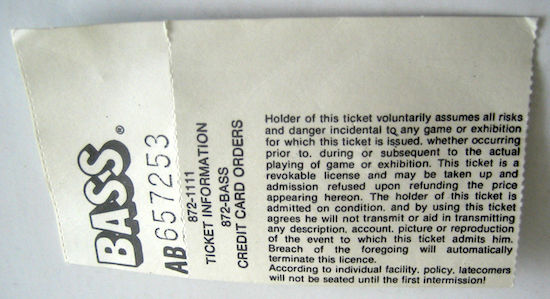 BASS®
AB 657253
872-1111
TICKET INFORMATION
872-BASS
CREDIT CARD ORDERS
Holder of this ticket voluntarily assumes all risks
and danger incidental to any game or exhibition
for which this ticket is issued, whether occurring
prior to, during or subsequent to the actual
playing of game or exhibition. This ticket is a
revokable license and may be taken up and
admission refused upon refunding the price
appearing hereon. The holder of this ticket is
admitted on condition, and by using this ticket
agrees he will not transmit or aid in transmitting
any description, account, picture or reproduction
of the event to which this ticket admits him.
Breach of the foregoing will automatically
terminate this licence.
According to individual facility, policy, latecomers
will not be seated until the first intermission!